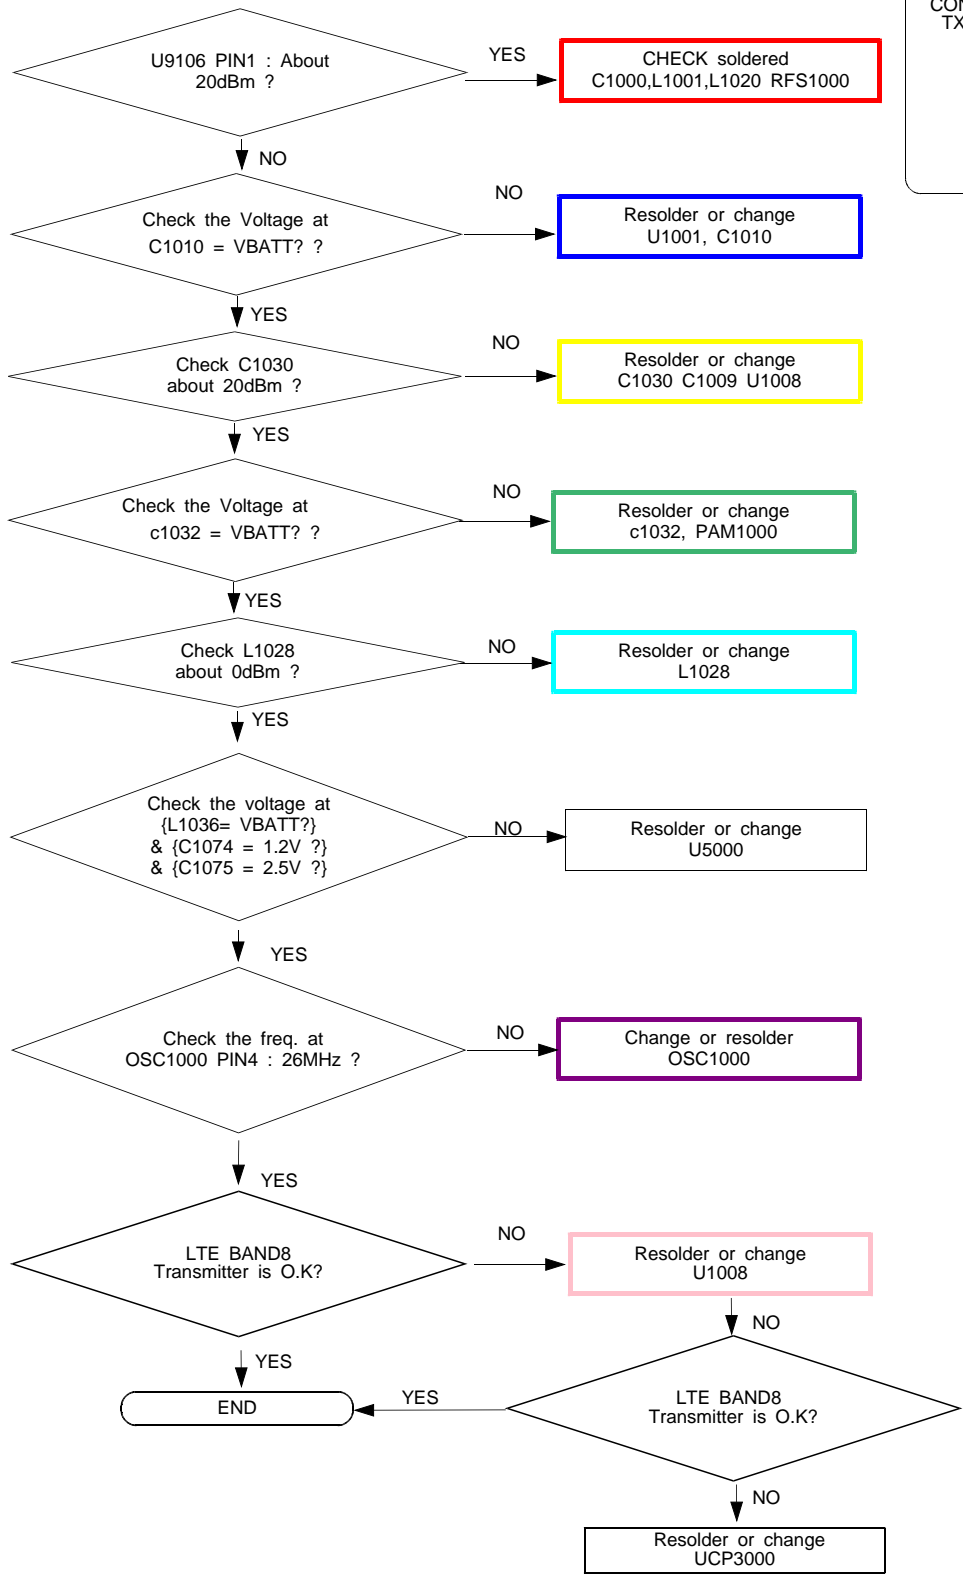 CON
TX
U9106 PIN1 : About
20dBm ?
YES
CHECK soldered
C1000,L1001,L1020 RFS1000
NO
Check the Voltage at
C1010 = VBATT? ?
NO
Resolder or change
U1001, C1010
YES
Check C1030
about 20dBm ?
NO
Resolder or change
C1030 C1009 U1008
YES
Check the Voltage at
c1032 = VBATT? ?
NO
Resolder or change
c1032, PAM1000
YES
Check L1028
about 0dBm ?
NO
Resolder or change
L1028
YES
Check the voltage at
{L1036= VBATT?}
& {C1074 = 1.2V ?}
& {C1075 = 2.5V ?}
NO
Resolder or change
U5000
YES
Check the freq. at
OSC1000 PIN4 : 26MHz ?
NO
Change or resolder
OSC1000
YES
LTE BAND8
Transmitter is O.K?
NO
Resolder or change
U1008
NO
YES
END
YES
LTE BAND8
Transmitter is O.K?
NO
Resolder or change
UCP3000